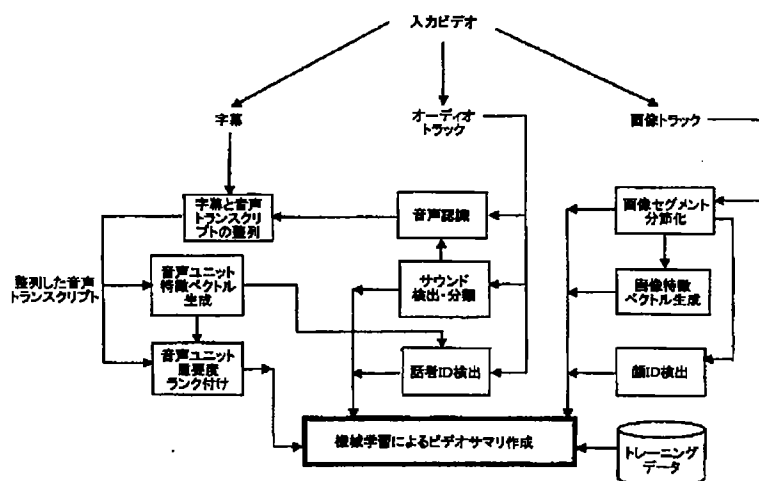 入力ビデオ
字幕
オーディオ
トラック
画像トラック
字幕と音声
トランスクリ
プトの整列
音声認識
画像セグメント
分節化
整列した音声
トランスクリプト
音声ユニット
特徴ベクトル
生成
サウンド
検出・分類
画像特徴
ベクトル生成
音声ユニット
重要度
ランク付け
話者ID検出
顔ID検出
機械学習によるビデオサマリ作成
トレーニング
データ